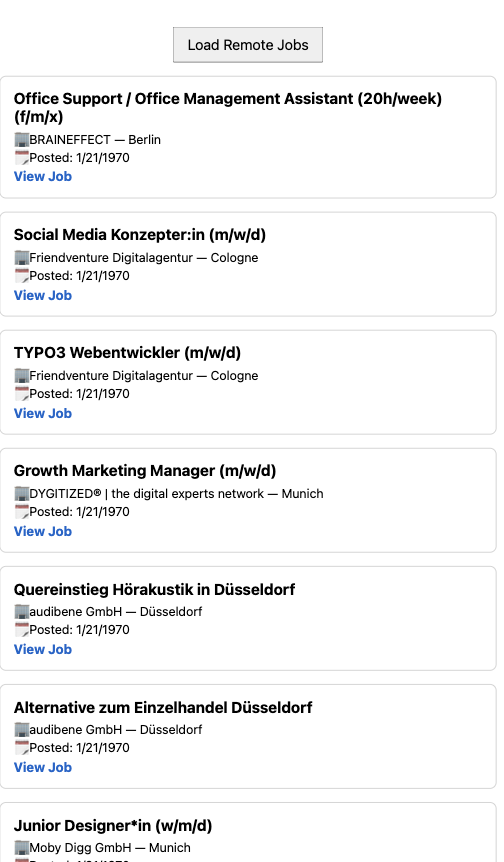 Load Remote Jobs
Office Support / Office Management Assistant (20h/week)
(f/m/x)
BRAINEFFECT — Berlin
Posted: 1/21/1970
View Job
Social Media Konzepter:in (m/w/d)
Friendventure Digitalagentur — Cologne
Posted: 1/21/1970
View Job
TYPO3 Webentwickler (m/w/d)
Friendventure Digitalagentur — Cologne
Posted: 1/21/1970
View Job
Growth Marketing Manager (m/w/d)
DYGITIZED® | the digital experts network — Munich
Posted: 1/21/1970
View Job
Quereinstieg Hörakustik in Düsseldorf
audibene GmbH — Düsseldorf
Posted: 1/21/1970
View Job
Alternative zum Einzelhandel Düsseldorf
audibene GmbH — Düsseldorf
Posted: 1/21/1970
View Job
Junior Designer*in (w/m/d)
Moby Digg GmbH — Munich